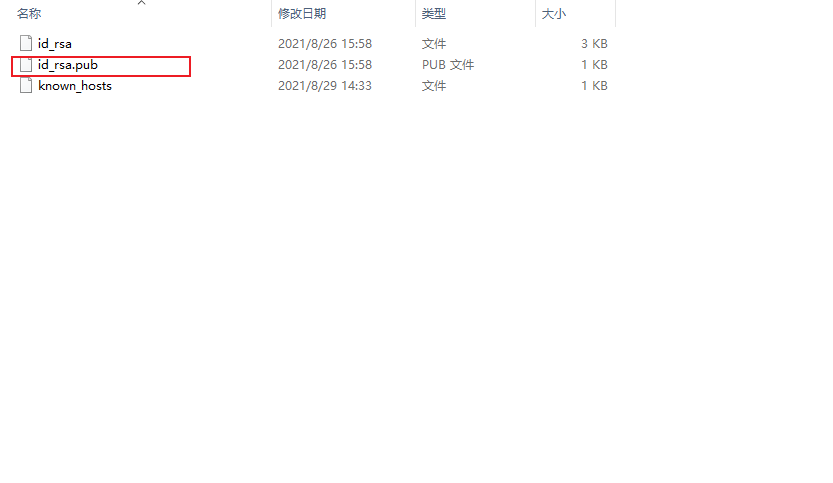 名称 修改日期 类型 大小
id_rsa 2021/8/26 15:58 文件 3 KB
id_rsa.pub 2021/8/26 15:58 PUB 文件 1 KB
known_hosts 2021/8/29 14:33 文件 1 KB